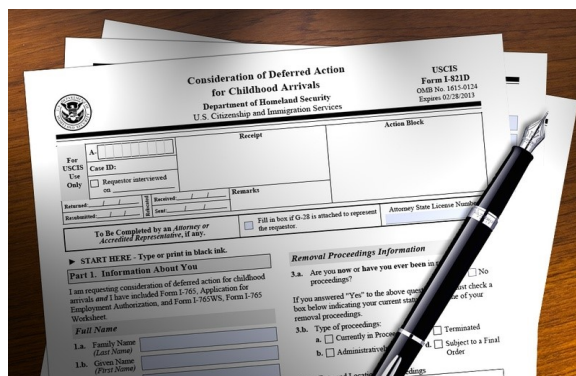 Consideration of Deferred Action
for Childhood Arrivals
Department of Homeland Security
U.S. Citizenship and Immigration Services
USCIS
Form I-821D
OMB No. 1615-0124
Expires 02/28/2013
For
USCIS
Use
Only
A-
Case ID:
Requestor interviewed
on
Returned: / /
Resubmitted: / /
Received: / /
Sent: / /
Receipt
Remarks
Action Block
To Be Completed by an Attorney or
Accredited Representative, if any.
Fill in box if G-28 is attached to represent
the requestor.
Attorney State License Number
► START HERE - Type or print in black ink.
Part 1. Information About You
I am requesting consideration of deferred action for childhood
arrivals and I have included Form I-765, Application for
Employment Authorization, and Form I-765WS, Form I-765
Worksheet.
Full Name
1.a. Family Name
(Last Name)
1.b. Given Name
(First Name)
Removal Proceedings Information
3.a. Are you now or have you ever been in
proceedings?
No
If you answered "Yes" to the above must check a
box below indicating your current of your
removal proceedings.
3.b. Type of proceedings:
a. Currently in Terminated
b. d. Subject to a Final
Order